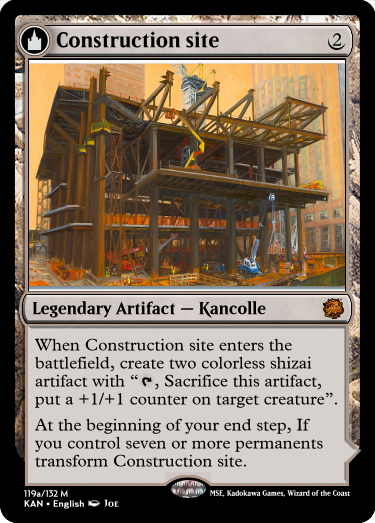 Construction site 2
Legendary Artifact — Kancolle
When Construction site enters the
battlefield, create two colorless shizai
artifact with “ , Sacrifice this artifact,
put a +1/+1 counter on target creature”.
At the beginning of your end step, If
you control seven or more permanents
transform Construction site.
119a/132 M
KAN • English JOE
MSE, Kadokawa Games, Wizard of the Coast